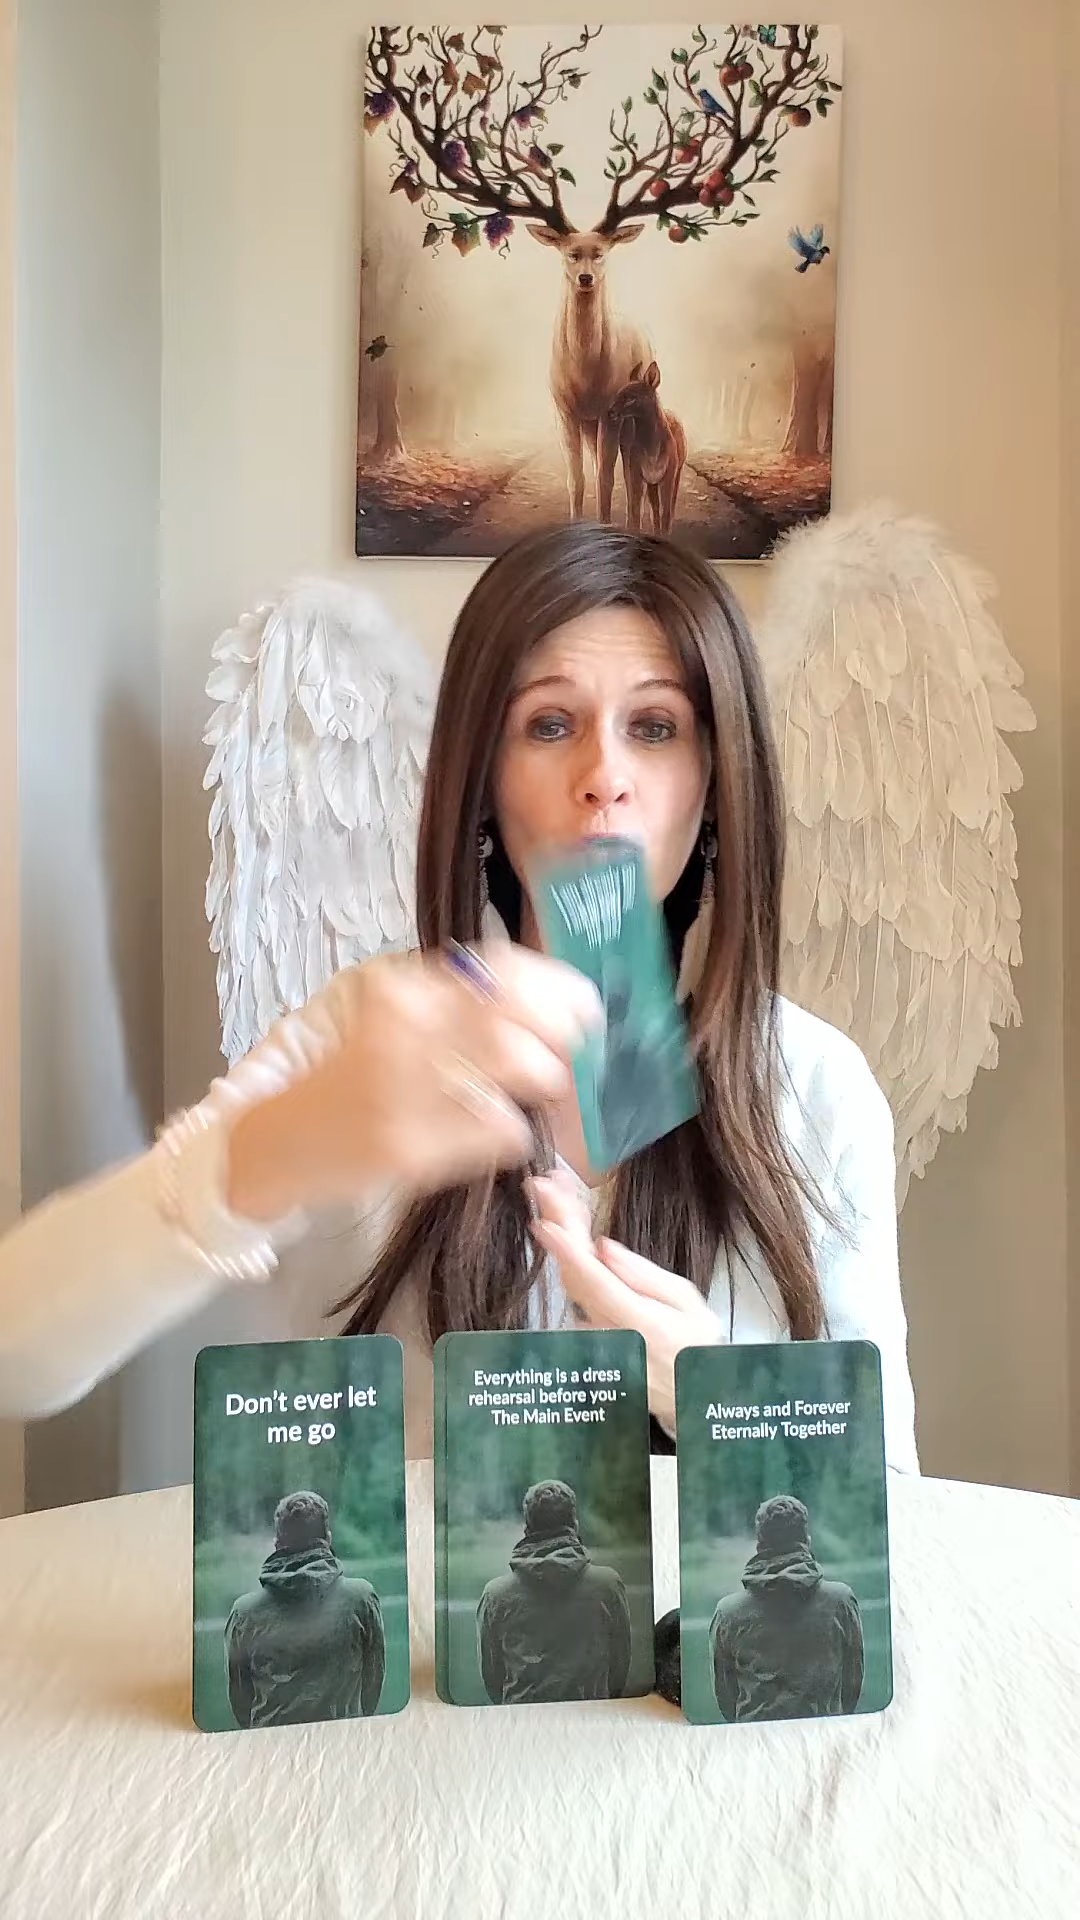 Don't ever let
me go
Everything is a dress
rehearsal before you -
The Main Event
Always and Forever
Eternally Together